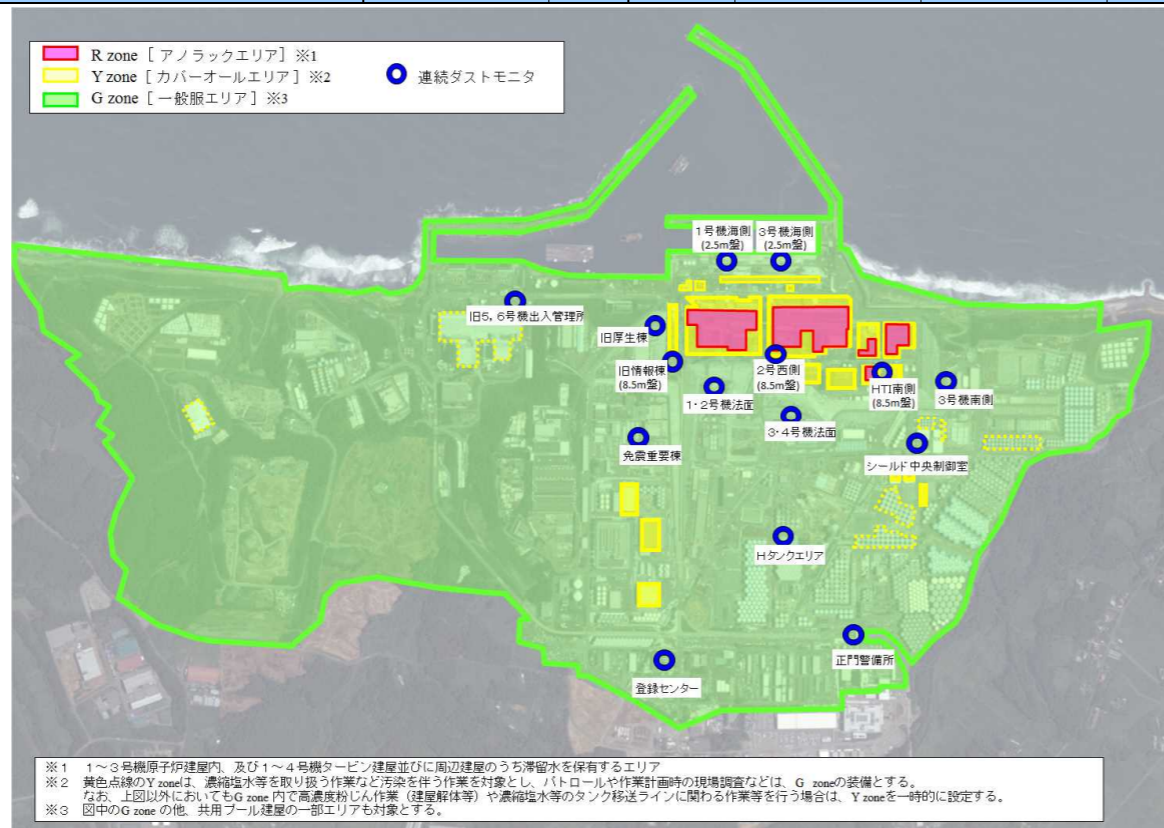 R zone [ アノラックエリア] ※1
Y zone [ カバーオールエリア] ※2
G zone [ 一般服エリア] ※3
連続ダストモニタ
1号機海側
(2.5m盤)
3号機海側
(2.5m盤)
旧5,6号機出入管理所
旧厚生棟
旧情報棟
(8.5m盤)
2号西側
(8.5m盤)
HTI南側
(8.5m盤)
3号機南側
1・2号機法面
3・4号機法面
免震重要棟
シールド中央制御室
Hタンクエリア
正門警備所
登録センター
※1 1~3号機原子炉建屋内、及び1~4号機タービン建屋並びに周辺建屋のうち滞留水を保有するエリア
※2 黄色点線のY zoneは、濃縮塩水等を取り扱う作業など汚染を伴う作業を対象とし、パトロールや作業計画時の現場調査などは、G zoneの装備とする。
なお、上図以外においてもG zone 内で高濃度粉じん作業(建屋解体等)や濃縮塩水等のタンク移送ラインに関わる作業等を行う場合は、Y zoneを一時的に設定する。
※3 図中のG zone の他、共用プール建屋の一部エリアも対象とする。